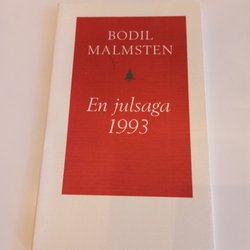 BODIL
MALMSTEN
En julsaga
1993